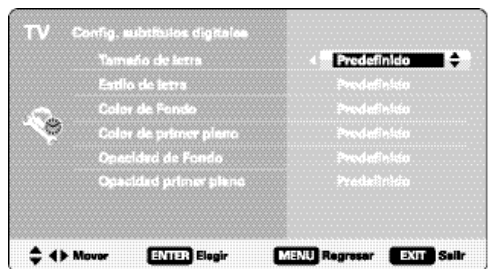 TV Config. subtítulos digitales
Tamaño de letra Predefinido
Estilo de letra Predefinido
Color de Fondo Predefinido
Color de primer plano Predefinido
Opacidad de Fondo Predefinido
Opacidad primer plano Predefinido
Mover ENTER Elegir MENU Regresar EXIT Salir